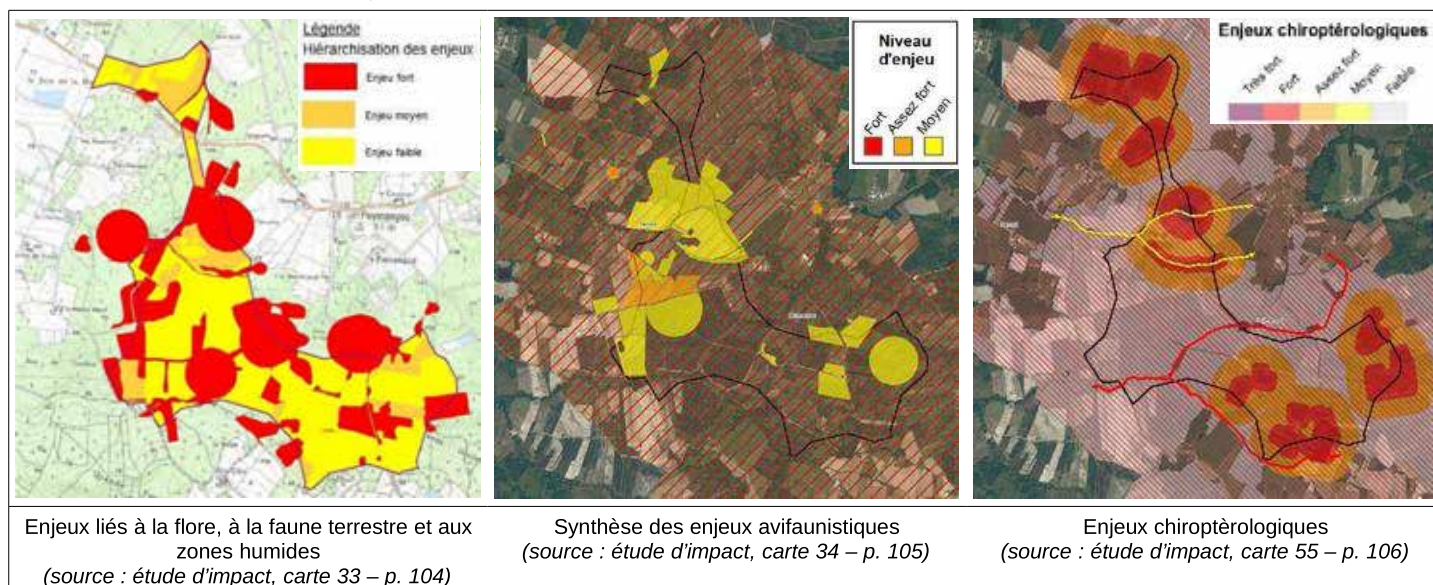 Légende
Hiérarchisation des enjeux
Enjeu fort
Enjeu moyen
Enjeu faible
Niveau
d'enjeu
Fort
Assez fort
Moyen
Enjeux chiroptérologiques
Très fort
Fort
Assez fort
Moyen
Faible
Enjeux liés à la flore, à la faune terrestre et aux
zones humides
(source : étude d'impact, carte 33 – p. 104)
Synthèse des enjeux avifaunistiques
(source : étude d'impact, carte 34 – p. 105)
Enjeux chiroptèrologiques
(source : étude d'impact, carte 55 – p. 106)